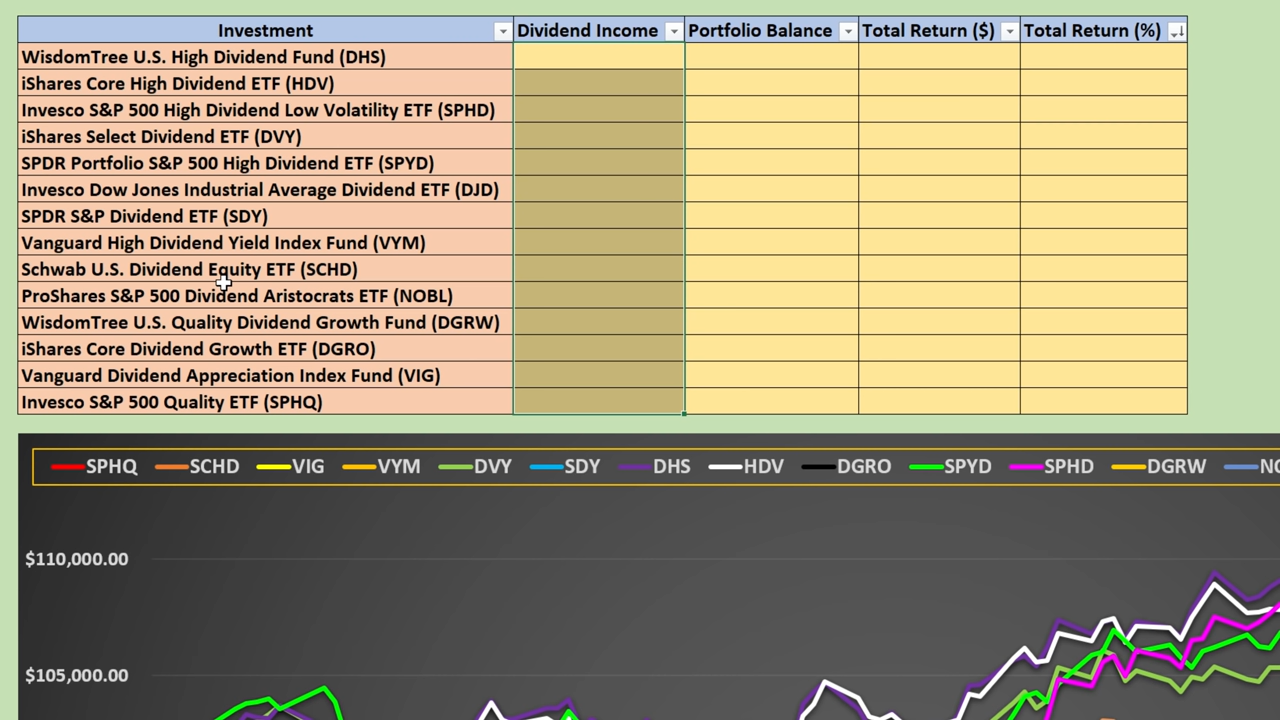 Investment Dividend Income Portfolio Balance Total Return ($) Total Return (%)
WisdomTree U.S. High Dividend Fund (DHS)
iShares Core High Dividend ETF (HDV)
Invesco S&P 500 High Dividend Low Volatility ETF (SPHD)
iShares Select Dividend ETF (DVY)
SPDR Portfolio S&P 500 High Dividend ETF (SPYD)
Invesco Dow Jones Industrial Average Dividend ETF (DJD)
SPDR S&P Dividend ETF (SDY)
Vanguard High Dividend Yield Index Fund (VYM)
Schwab U.S. Dividend Equity ETF (SCHD)
ProShares S&P 500 Dividend Aristocrats ETF (NOBL)
WisdomTree U.S. Quality Dividend Growth Fund (DGRW)
iShares Core Dividend Growth ETF (DGRO)
Vanguard Dividend Appreciation Index Fund (VIG)
Invesco S&P 500 Quality ETF (SPHQ)
SPHQ SCHD VIG VYM DVY SDY DHS HDV DGRO SPYD SPHD DGRW
$110,000.00
$105,000.00